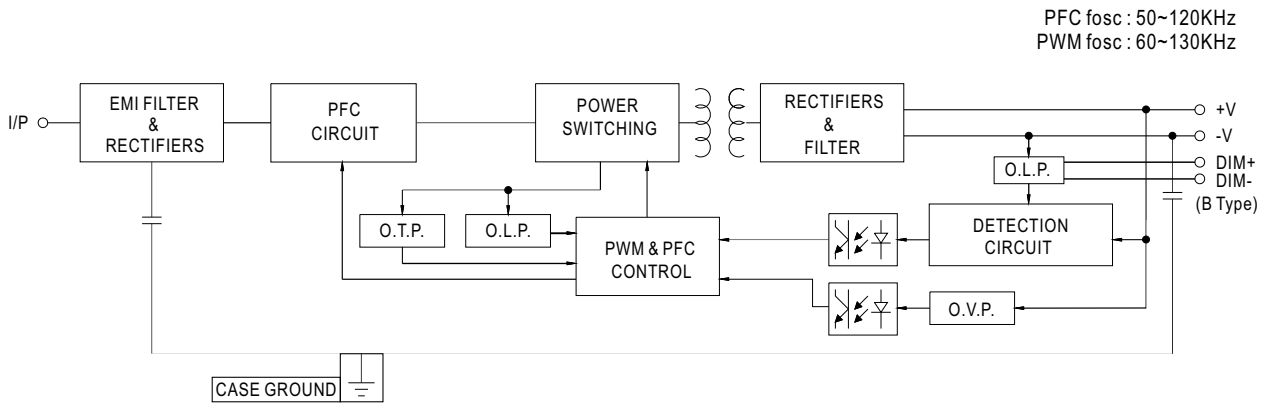 PFC fosc : 50~120KHz
PWM fosc : 60~130KHz
I/P
EMI FILTER
&
RECTIFIERS
PFC
CIRCUIT
POWER
SWITCHING
RECTIFIERS
&
FILTER
+V
-V
DIM+
DIM-
(B Type)
O.L.P.
O.T.P.
O.L.P.
PWM & PFC
CONTROL
DETECTION
CIRCUIT
O.V.P.
CASE GROUND